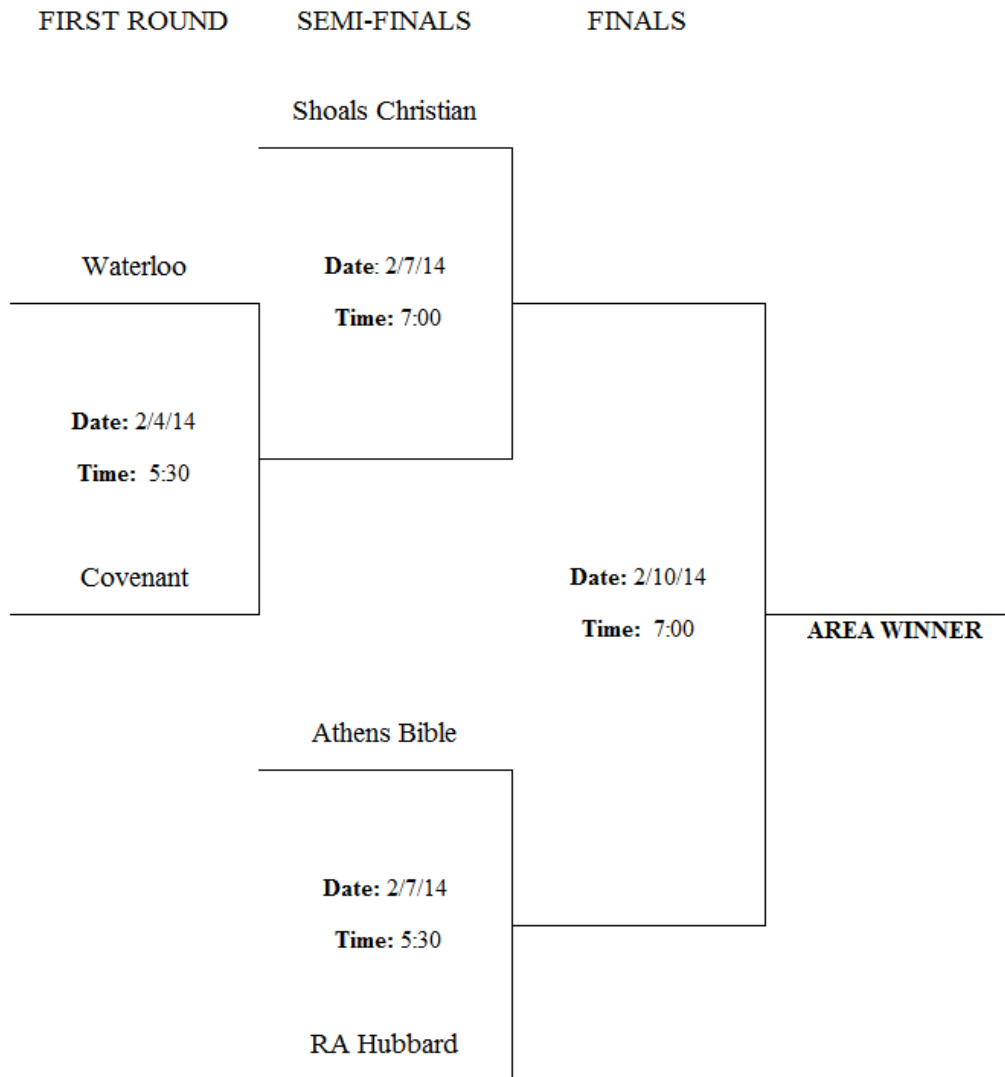 FIRST ROUND SEMI-FINALS FINALS
Shoals Christian
Waterloo
Date: 2/7/14
Time: 7:00
Date: 2/4/14
Time: 5:30
Covenant
Date: 2/10/14
Time: 7:00
AREA WINNER
Athens Bible
Date: 2/7/14
Time: 5:30
RA Hubbard